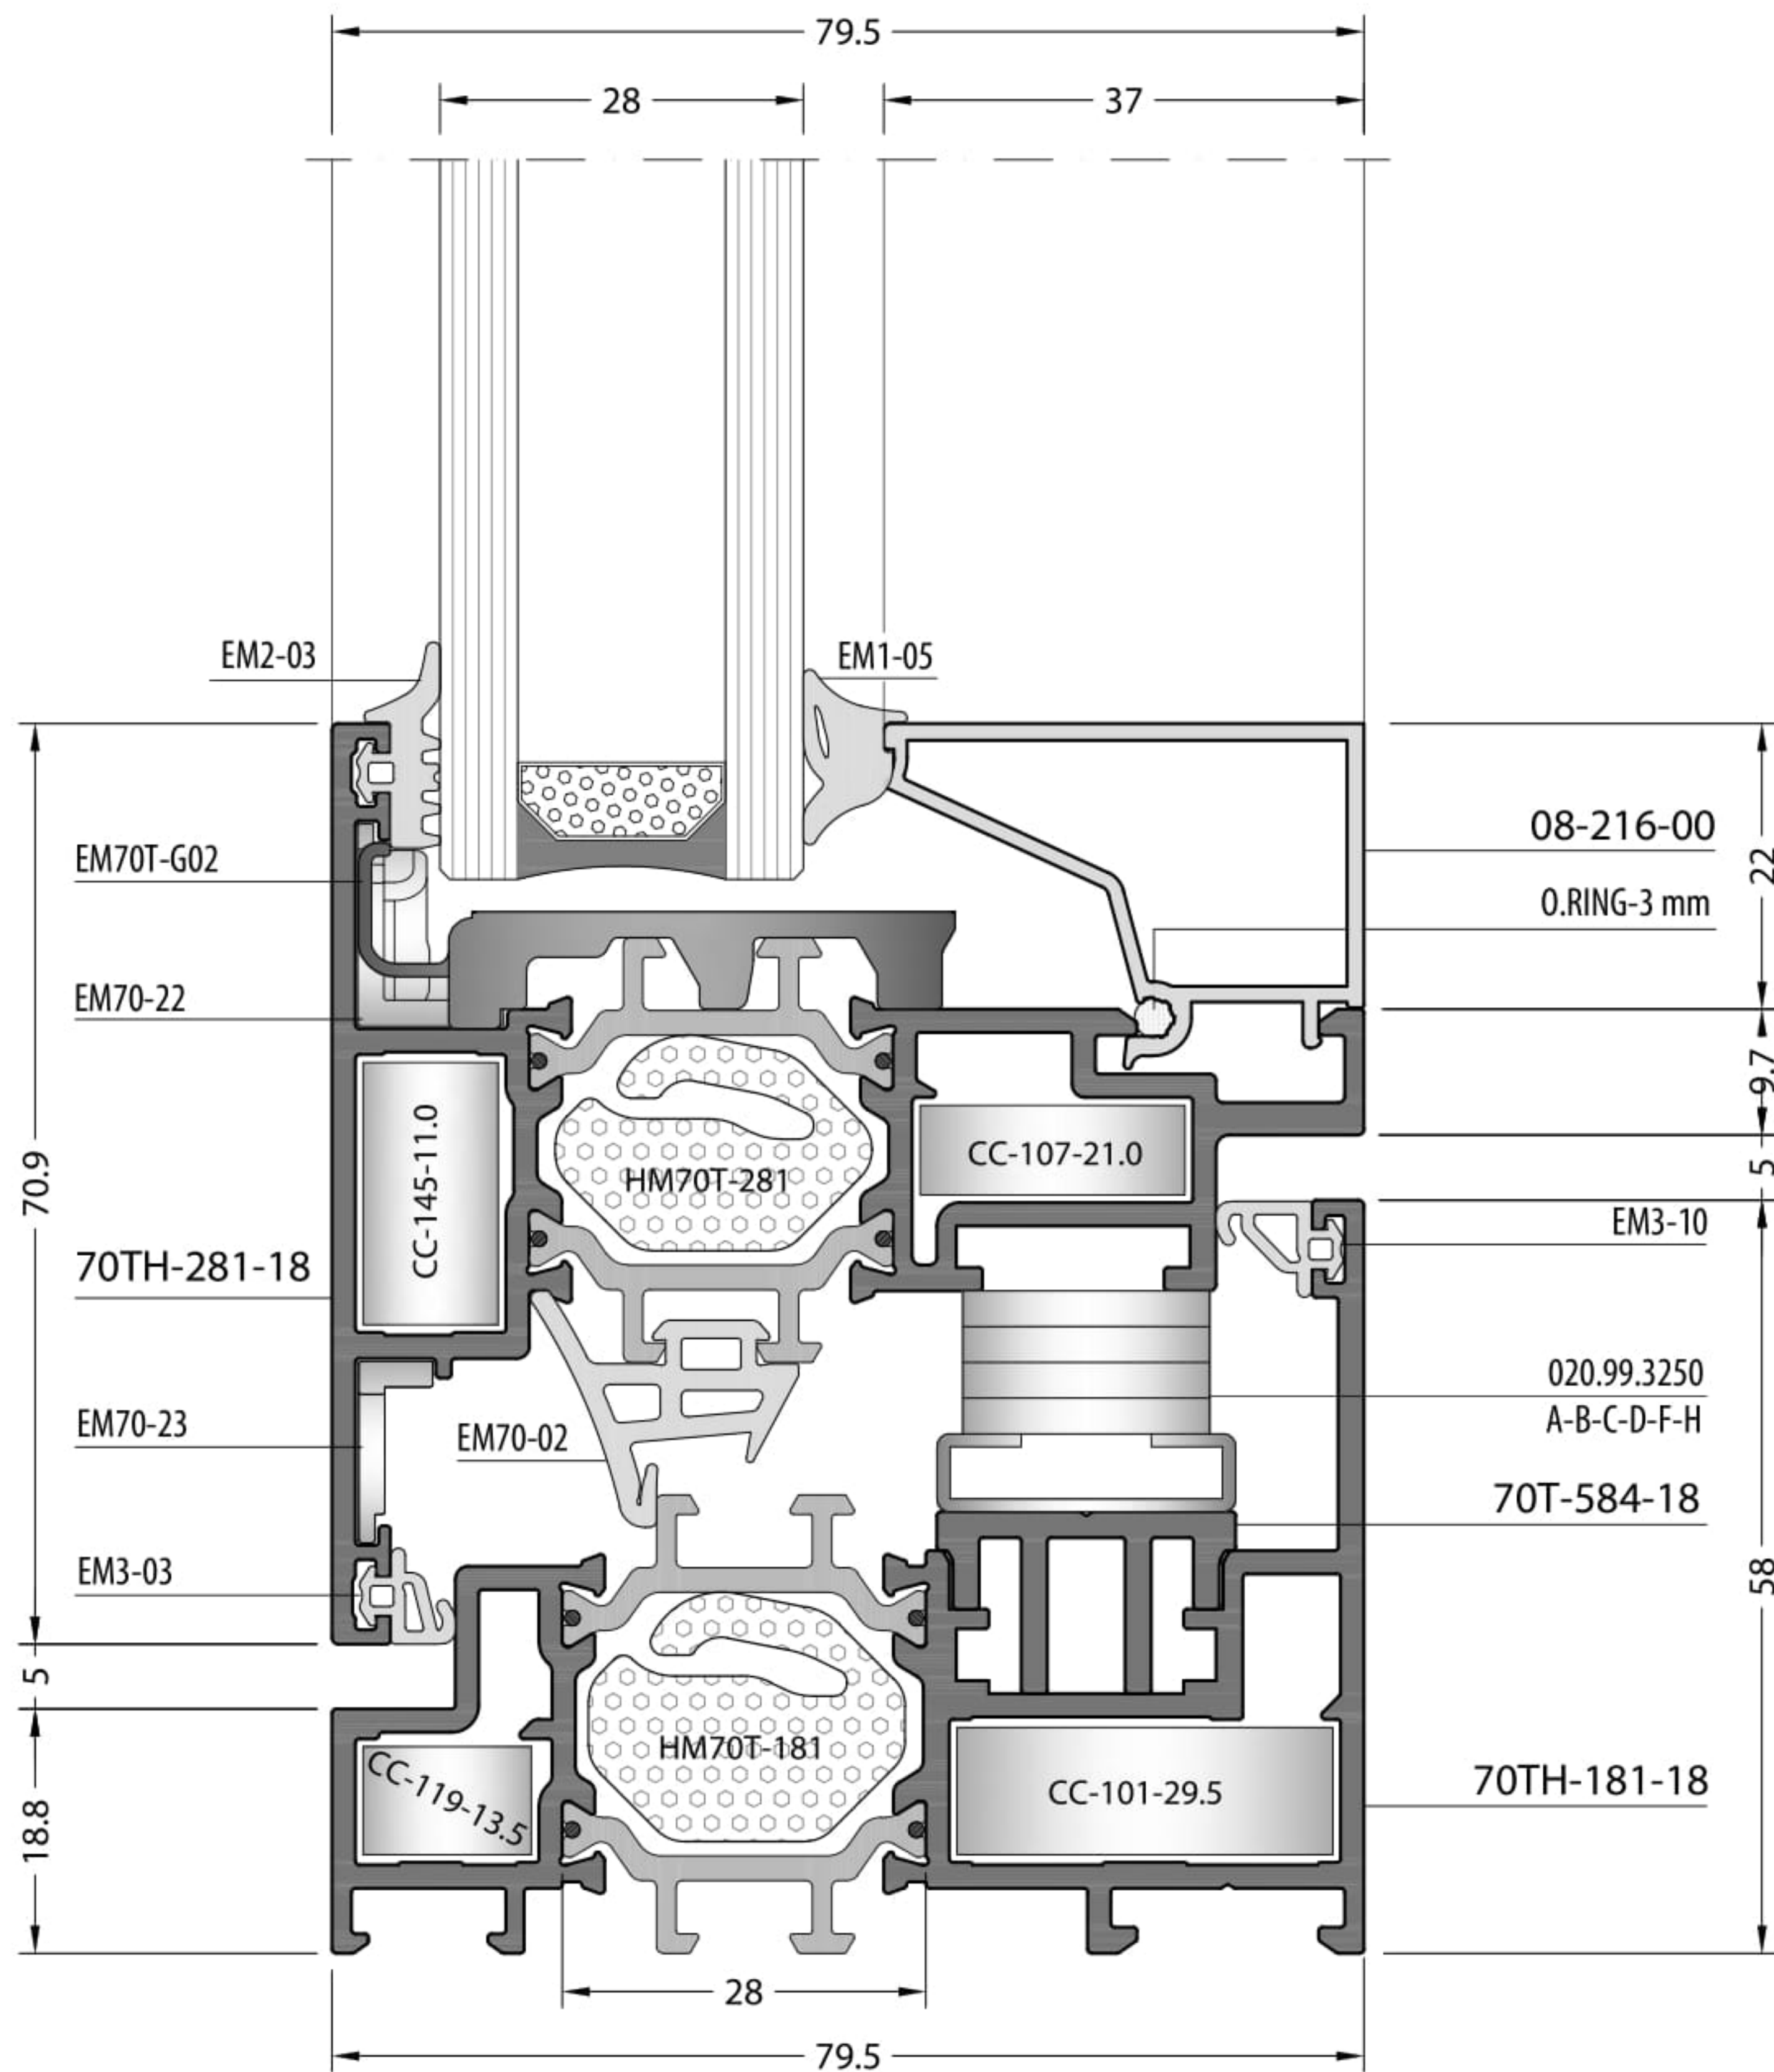 79.5
28
37
EM2-03
EM1-05
08-216-00
22
EM70T-G02
O.RING-3 mm
EM70-22
9.7
CC-145-11.0
CC-107-21.0
5
HM70T-281
70.9
EM3-10
70TH-281-18
020.99.3250
A-B-C-D-F-H
EM70-23
EM70-02
70T-584-18
EM3-03
58
5
HM70T-181
CC-119-13.5
CC-101-29.5
70TH-181-18
18.8
28
79.5